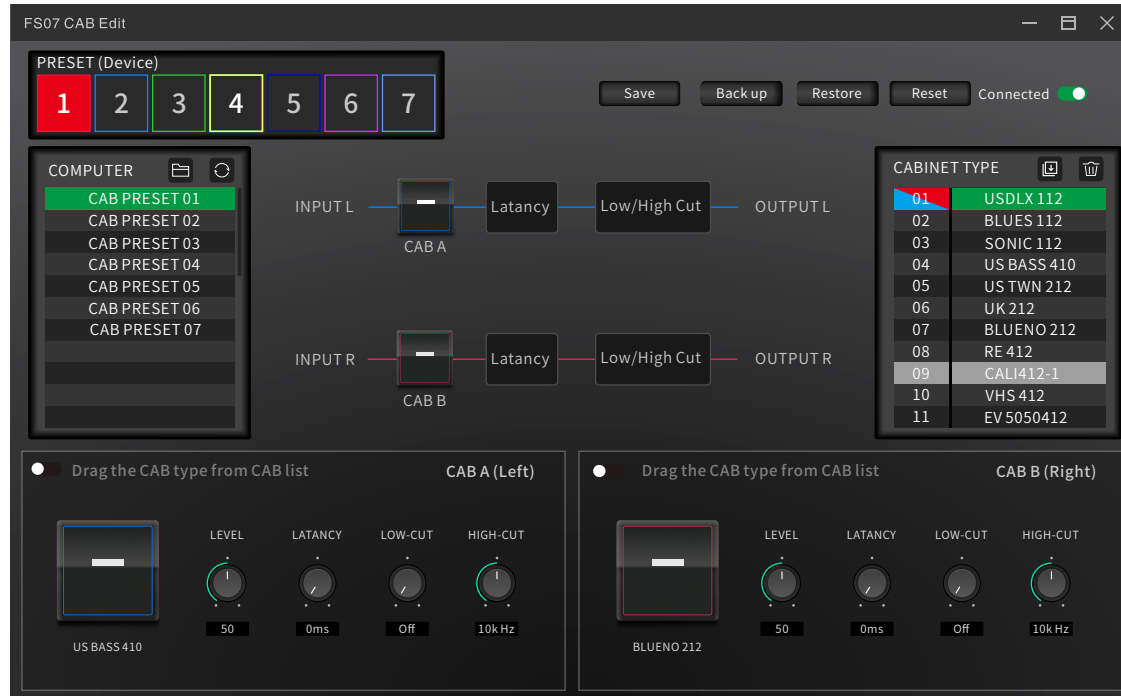 FS07 CAB Edit
PRESET (Device)
1 2 3 4 5 6 7
Save Back up Restore Reset Connected
COMPUTER
CAB PRESET 01
CAB PRESET 02
CAB PRESET 03
CAB PRESET 04
CAB PRESET 05
CAB PRESET 06
CAB PRESET 07
INPUT L Latancy Low/High Cut OUTPUT L
CAB A
INPUT R Latancy Low/High Cut OUTPUT R
CAB B
CABINET TYPE
01 USDLX 112
02 BLUES 112
03 SONIC 112
04 US BASS 410
05 US TWN 212
06 UK 212
07 BLUENO 212
08 RE 412
09 CALI412-1
10 VHS 412
11 EV 5050412
Drag the CAB type from CAB list CAB A (Left)
LEVEL LATANCY LOW-CUT HIGH-CUT
50 0ms Off 10k Hz
US BASS 410
Drag the CAB type from CAB list CAB B (Right)
LEVEL LATANCY LOW-CUT HIGH-CUT
50 0ms Off 10k Hz
BLUENO 212